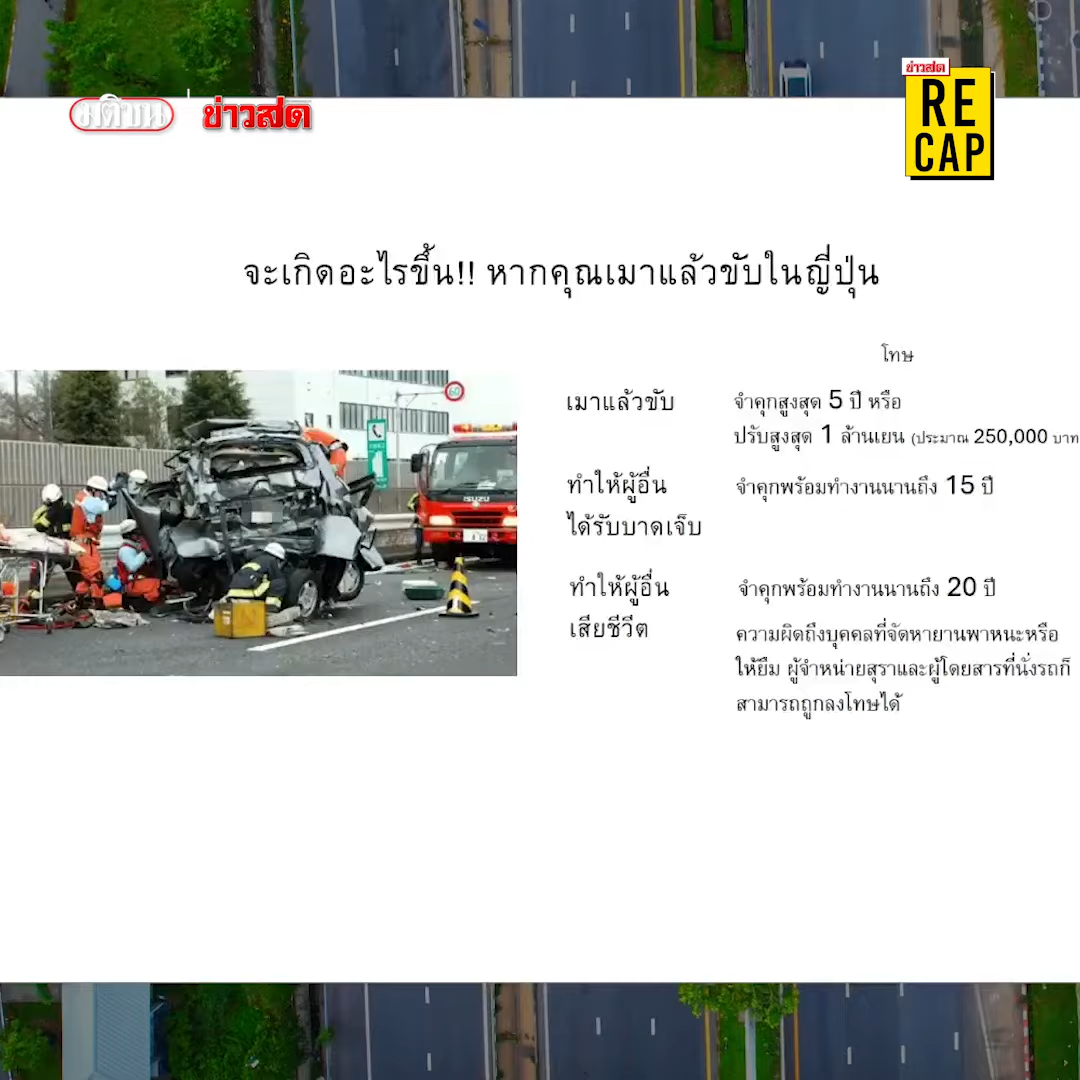 มติชน
ข่าวสด
ข่าวสด
RE
CAP
จะเกิดอะไรขึ้น!! หากคุณเมาแล้วขับในญี่ปุ่น
โทษ
เมาแล้วขับ
จำคุกสูงสุด 5 ปี หรือ
ปรับสูงสุด 1 ล้านเยน (ประมาณ 250,000 บาท
ทำให้ผู้อื่น
ได้รับบาดเจ็บ
จำคุกพร้อมทำงานนานถึง 15 ปี
ทำให้ผู้อื่น
เสียชีวิต
จำคุกพร้อมทำงานนานถึง 20 ปี
ความผิดถึงบุคคลที่จัดหายานพาหนะหรือ
ให้ยืม ผู้จำหน่ายสุราและผู้โดยสารที่นั่งรถก็
สามารถถูกลงโทษได้
60
ISUZU